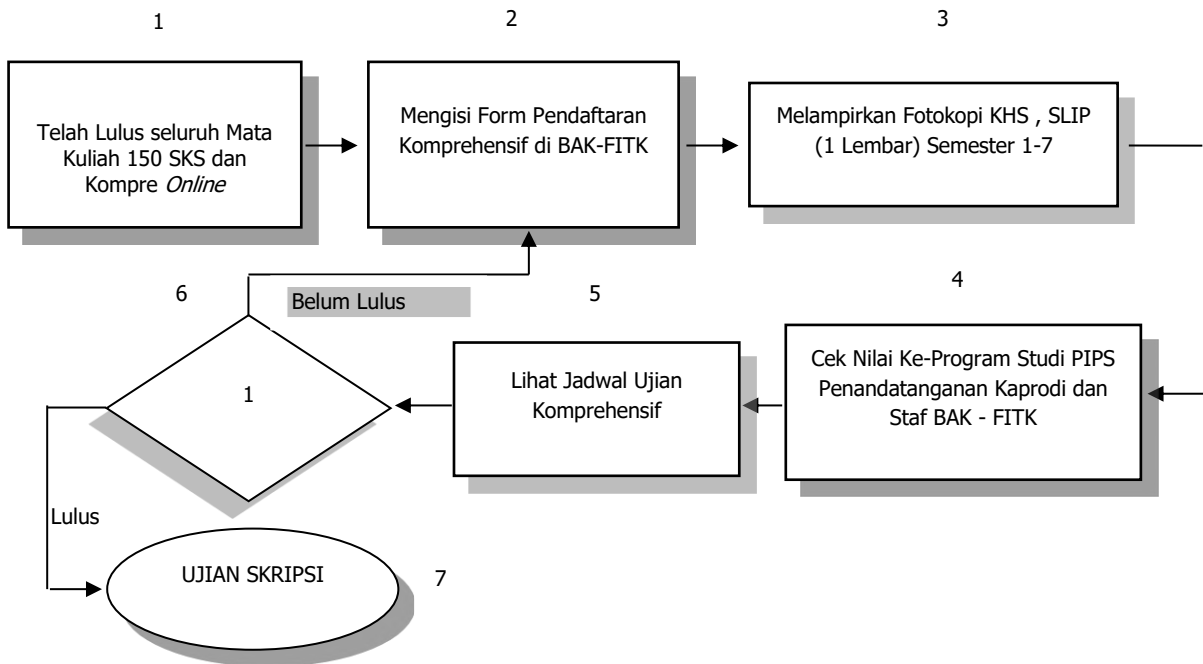 1
2
3
Telah Lulus seluruh Mata
Kuliah 150 SKS dan
Kompre Online
Mengisi Form Pendaftaran
Komprehensif di BAK-FITK
Melampirkan Fotokopi KHS , SLIP
(1 Lembar) Semester 1-7
6
Belum Lulus
5
4
1
Lihat Jadwal Ujian
Komprehensif
Cek Nilai Ke-Program Studi PIPS
Penandatanganan Kaprodi dan
Staf BAK - FITK
Lulus
UJIAN SKRIPSI
7